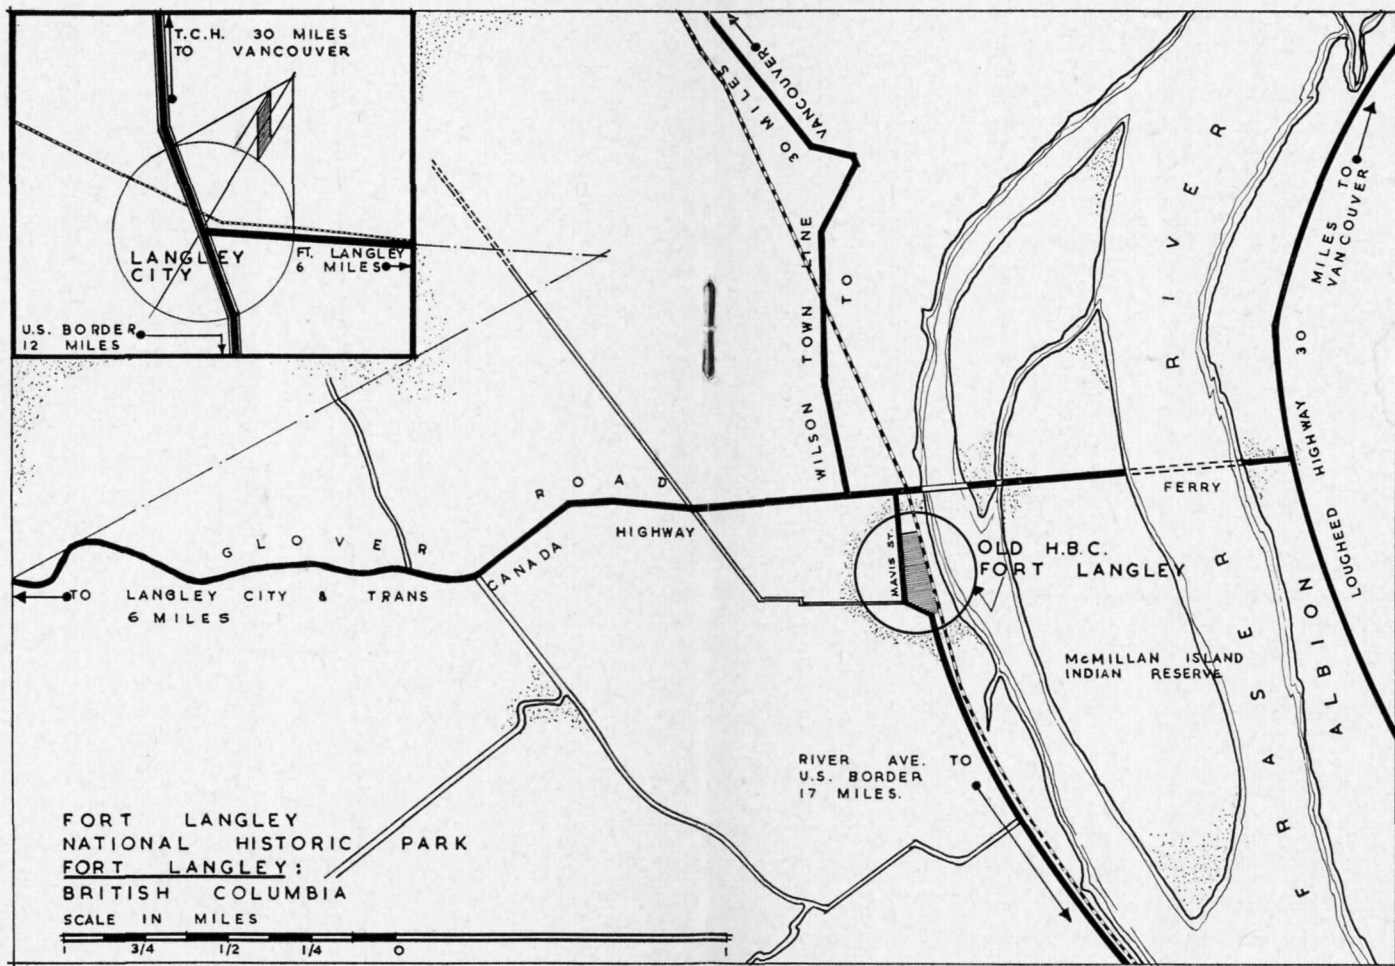 T.C.H. 30 MILES
TO VANCOUVER
LANGLEY
CITY
FT. LANGLEY
6 MILES
U.S. BORDER
12 MILES
30 MILES
TO
VANCOUVER
WILSON TOWN LINE
RIVER
MILES TO
VANCOUVER
30
LOUGHEED HIGHWAY
FERRY
GLOVER ROAD
CANADA HIGHWAY
TO LANGLEY CITY & TRANS
6 MILES
MAVIS ST.
OLD H.B.C.
FORT LANGLEY
McMILLAN ISLAND
INDIAN RESERVE
FRASER
ALBION
RIVER AVE. TO
U.S. BORDER
17 MILES.
FORT LANGLEY
NATIONAL HISTORIC PARK
FORT LANGLEY:
BRITISH COLUMBIA
SCALE IN MILES
1 3/4 1/2 1/4 0 1